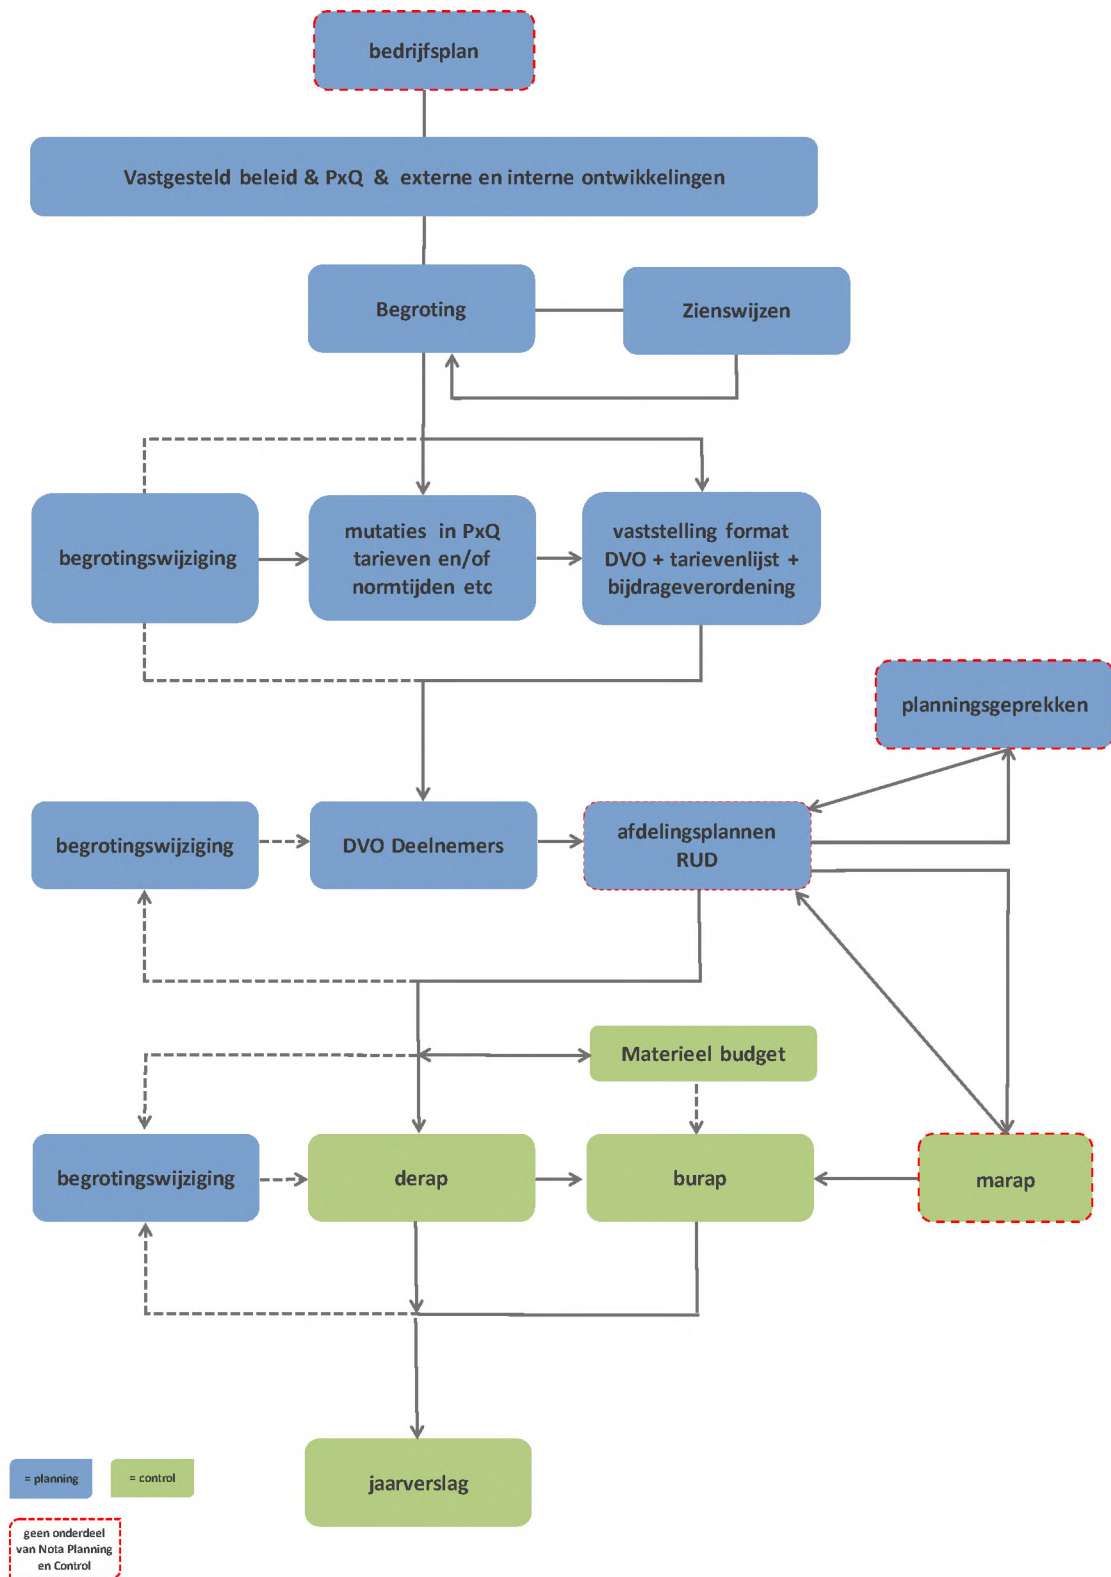 bedrijfsplan
Vastgesteld beleid & PxQ & externe en interne ontwikkelingen
Begroting
Zienswijzen
begrotingswijziging
mutaties in PxQ
tarieven en/of
normtijden etc
vaststelling format
DVO + tarievenlijst +
bijdrageverordening
planningsgeprekken
begrotingswijziging
DVO Deelnemers
afdelingsplannen
RUD
Materieel budget
begrotingswijziging
derap
burap
marap
jaarverslag
= planning
= control
geen onderdeel
van Nota Planning
en Control